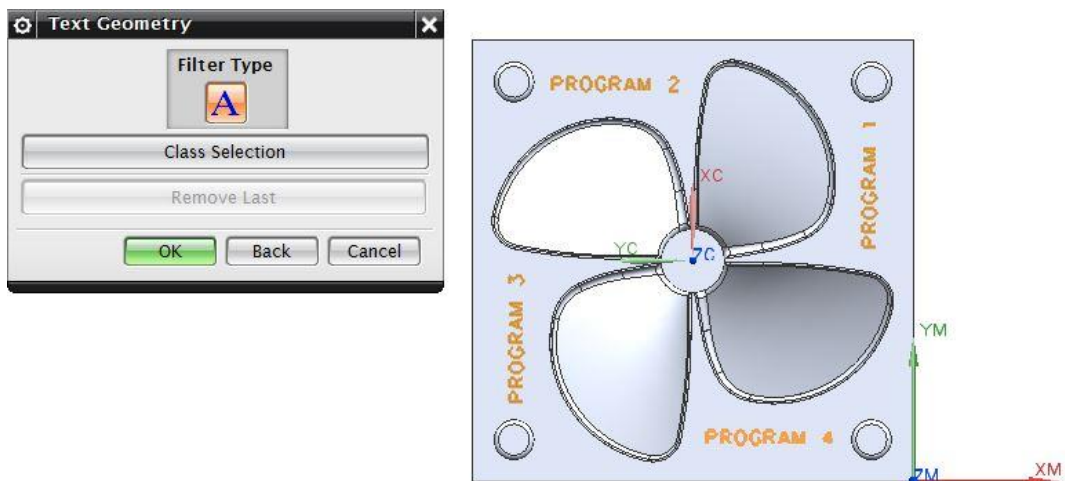 Text Geometry
Filter Type
A
Class Selection
Remove Last
OK Back Cancel
PROGRAM 2
PROGRAM 1
XC
YC
ZC
PROGRAM 3
PROGRAM 4
YM
ZM
XM